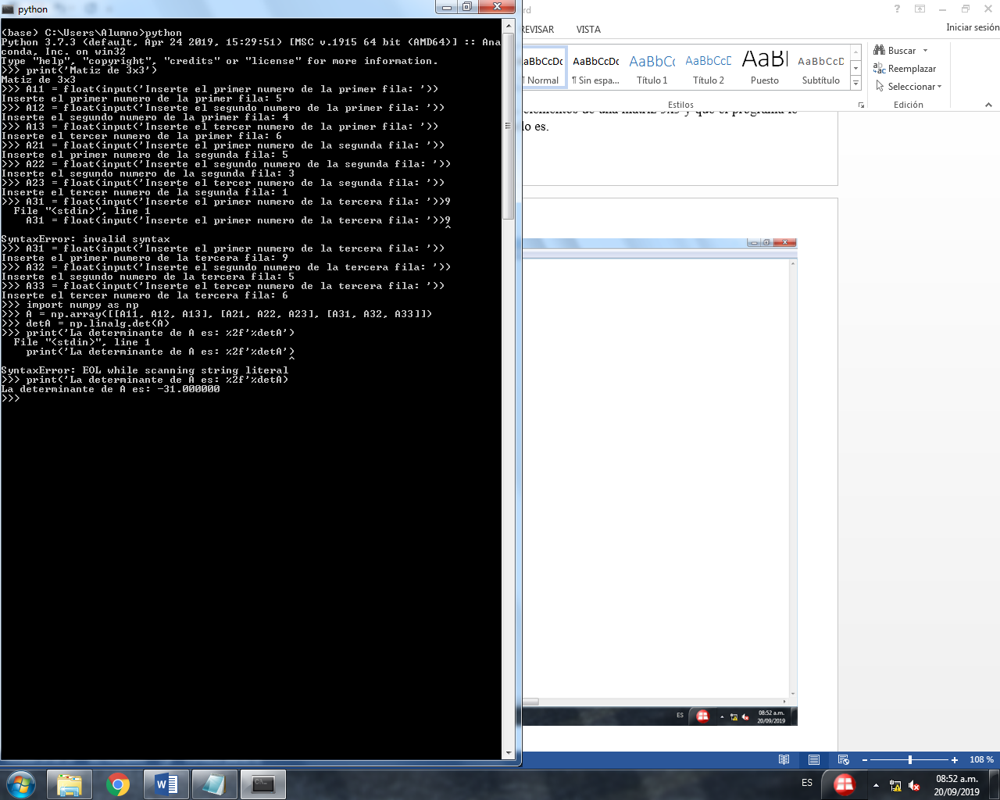 python
(base) C:\Users\Alumno>python
Python 3.7.3 (default, Apr 24 2019, 15:29:51) [MSC v.1915 64 bit (AMD64)] :: Ana
conda, Inc. on win32
Type "help", "copyright", "credits" or "license" for more information.
>>> print('Matiz de 3x3')
Matiz de 3x3
>>> A11 = float(input('Inserte el primer numero de la primer fila: '))
Inserte el primer numero de la primer fila: 5
>>> A12 = float(input('Inserte el segundo numero de la primer fila: '))
Inserte el segundo numero de la primer fila: 4
>>> A13 = float(input('Inserte el tercer numero de la primer fila: '))
Inserte el tercer numero de la primer fila: 6
>>> A21 = float(input('Inserte el primer numero de la segunda fila: '))
Inserte el primer numero de la segunda fila: 5
>>> A22 = float(input('Inserte el segundo numero de la segunda fila: '))
Inserte el segundo numero de la segunda fila: 3
>>> A23 = float(input('Inserte el tercer numero de la segunda fila: '))
Inserte el tercer numero de la segunda fila: 1
>>> A31 = float(input('Inserte el primer numero de la tercera fila: '))9
  File "<stdin>", line 1
    A31 = float(input('Inserte el primer numero de la tercera fila: '))9
^
SyntaxError: invalid syntax
>>> A31 = float(input('Inserte el primer numero de la tercera fila: '))
Inserte el primer numero de la tercera fila: 9
>>> A32 = float(input('Inserte el segundo numero de la tercera fila: '))
Inserte el segundo numero de la tercera fila: 5
>>> A33 = float(input('Inserte el tercer numero de la tercera fila: '))
Inserte el tercer numero de la tercera fila: 6
>>> import numpy as np
>>> A = np.array([[A11, A12, A13], [A21, A22, A23], [A31, A32, A33]])
>>> detA = np.linalg.det(A)
>>> print('La determinante de A es: %2f'%detA')
  File "<stdin>", line 1
    print('La determinante de A es: %2f'%detA')
^
SyntaxError: EOL while scanning string literal
>>> print('La determinante de A es: %2f'%detA)
La determinante de A es: -31.000000
>>>
rd
REVISAR VISTA
Iniciar sesión
AaBbCcDc AaBbCcDc AaBbCc AaBbCcD AaB AaBbCcD
¶ Normal ¶ Sin espa... Título 1 Título 2 Puesto Subtítulo
Estilos
Buscar
Reemplazar
Seleccionar
Edición
elementos de una matriz 3x3 y que el programa le
lo es.
ES
08:52 a.m.
20/09/2019
108 %
ES
08:52 a.m.
20/09/2019